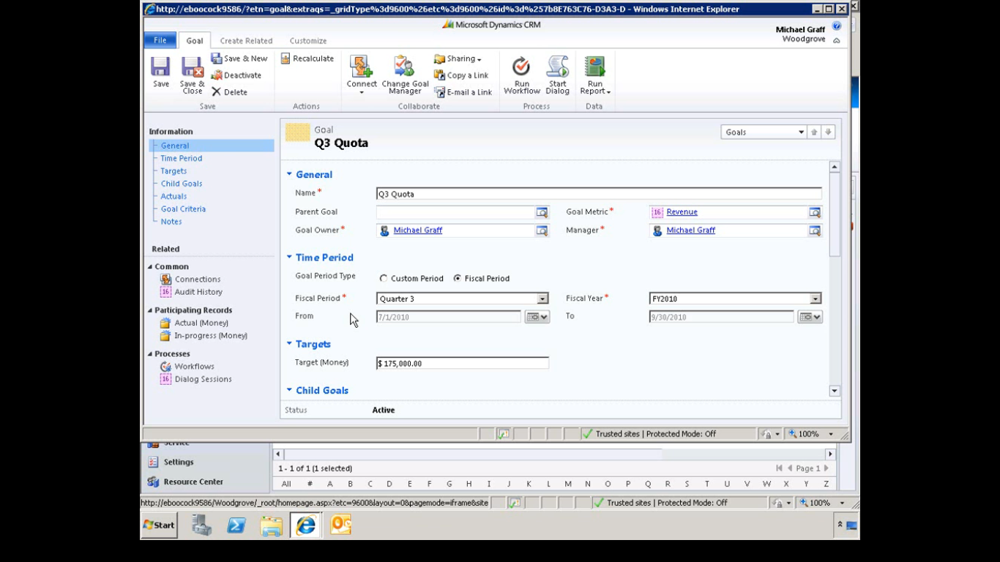 http://eboocock9586/?etn=goal&extraqs=_gridType%3d9600%26etc%3d9600%26id%3d%257b8E763C76-D3A3-D - Windows Internet Explorer
Microsoft Dynamics CRM
Michael Graff
Woodgrove
File Goal Create Related Customize
Save
Save & Close
Save & New
Deactivate
Delete
Save
Recalculate
Actions
Connect
Change Goal Manager
Sharing
Copy a Link
E-mail a Link
Collaborate
Run Workflow
Start Dialog
Process
Run Report
Data
Information
General
Time Period
Targets
Child Goals
Actuals
Goal Criteria
Notes
Related
Common
Connections
16 Audit History
Participating Records
Actual (Money)
In-progress (Money)
Processes
Workflows
16 Dialog Sessions
Goal
Q3 Quota
Goals
General
Name * Q3 Quota
Parent Goal Goal Metric * 16 Revenue
Goal Owner * Michael Graff Manager * Michael Graff
Time Period
Goal Period Type Custom Period Fiscal Period
Fiscal Period * Quarter 3 Fiscal Year * FY2010
From 7/1/2010 To 9/30/2010
Targets
Target (Money) $ 175,000.00
Child Goals
Status Active
Trusted sites | Protected Mode: Off 100%
Settings
Resource Center
1 - 1 of 1 (1 selected) Page 1
All # A B C D E F G H I J K L M N O P Q R S T U V W X Y Z
http://eboocock9586/Woodgrove/_root/homepage.aspx?etc=9600&layout=0&pagemode=iframe&site Trusted sites | Protected Mode: Off 100%
Start